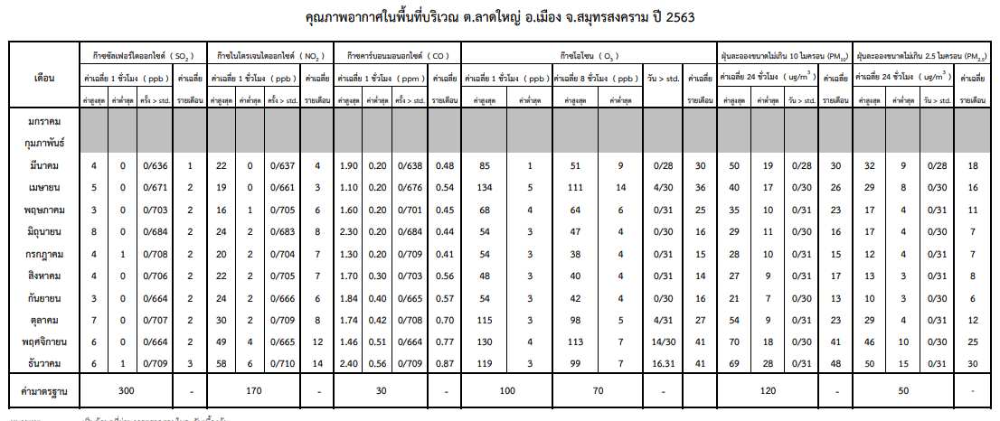 คุณภาพอากาศในพื้นที่บริเวณ ต.ลาดใหญ่ อ.เมือง จ.สมุทรสงคราม ปี 2563
เดือน ก๊าซซัลเฟอร์ไดออกไซด์ ( SO2 ) ก๊าซไนโตรเจนไดออกไซด์ ( NO2 ) ก๊าซคาร์บอนมอนอกไซด์ ( CO ) ก๊าซโอโซน ( O3 ) ฝุ่นละอองขนาดไม่เกิน 10 ไมครอน (PM10) ฝุ่นละอองขนาดไม่เกิน 2.5 ไมครอน (PM2.5)
ค่าเฉลี่ย 1 ชั่วโมง ( ppb ) ค่าเฉลี่ย ค่าเฉลี่ย 1 ชั่วโมง ( ppb ) ค่าเฉลี่ย ค่าเฉลี่ย 1 ชั่วโมง ( ppm ) ค่าเฉลี่ย ค่าเฉลี่ย 1 ชั่วโมง ( ppb ) ค่าเฉลี่ย 8 ชั่วโมง ( ppb ) วัน > std. ค่าเฉลี่ย ค่าเฉลี่ย 24 ชั่วโมง ( ug/m3 ) ค่าเฉลี่ย ค่าเฉลี่ย 24 ชั่วโมง ( ug/m3 ) ค่าเฉลี่ย
ค่าสูงสุด ค่าต่ำสุด ครั้ง > std. รายเดือน ค่าสูงสุด ค่าต่ำสุด ครั้ง > std. รายเดือน ค่าสูงสุด ค่าต่ำสุด ครั้ง > std. รายเดือน ค่าสูงสุด ค่าต่ำสุด ค่าสูงสุด ค่าต่ำสุด รายเดือน ค่าสูงสุด ค่าต่ำสุด วัน > std. รายเดือน ค่าสูงสุด ค่าต่ำสุด วัน > std. รายเดือน
มกราคม
กุมภาพันธ์
มีนาคม 4 0 0/636 1 22 0 0/637 4 1.90 0.20 0/638 0.48 85 1 51 9 0/28 30 50 19 0/28 30 32 9 0/28 18
เมษายน 5 0 0/671 2 19 0 0/661 3 1.10 0.20 0/676 0.54 134 5 111 14 4/30 36 40 17 0/30 26 29 8 0/30 16
พฤษภาคม 3 0 0/703 2 16 1 0/705 6 1.60 0.20 0/701 0.45 68 4 64 6 0/31 25 35 10 0/31 23 17 4 0/31 11
มิถุนายน 8 0 0/684 2 24 2 0/683 8 2.30 0.20 0/684 0.44 54 3 47 4 0/30 16 29 11 0/30 16 17 4 0/30 7
กรกฎาคม 4 1 0/708 2 20 2 0/704 7 1.30 0.20 0/709 0.41 54 3 38 4 0/31 15 28 10 0/31 15 12 4 0/31 7
สิงหาคม 4 0 0/706 2 22 2 0/705 7 1.70 0.30 0/703 0.56 48 3 40 4 0/31 14 27 9 0/31 17 13 3 0/31 8
กันยายน 3 0 0/664 2 24 2 0/666 6 1.84 0.40 0/665 0.57 54 3 42 4 0/30 16 21 7 0/30 13 10 3 0/30 6
ตุลาคม 7 0 0/707 2 30 2 0/709 8 1.74 0.42 0/708 0.70 115 3 98 5 4/31 27 54 9 0/31 23 29 4 0/31 12
พฤศจิกายน 6 0 0/664 2 49 4 0/665 12 1.46 0.51 0/664 0.77 130 4 113 7 14/30 41 70 18 0/30 41 46 10 0/30 25
ธันวาคม 6 1 0/709 3 58 6 0/710 14 2.40 0.56 0/709 0.87 119 3 99 7 16.31 41 69 28 0/31 48 50 15 0/31 30
ค่ามาตรฐาน 300 - 170 - 30 - 100 70 - 120 - 50 -